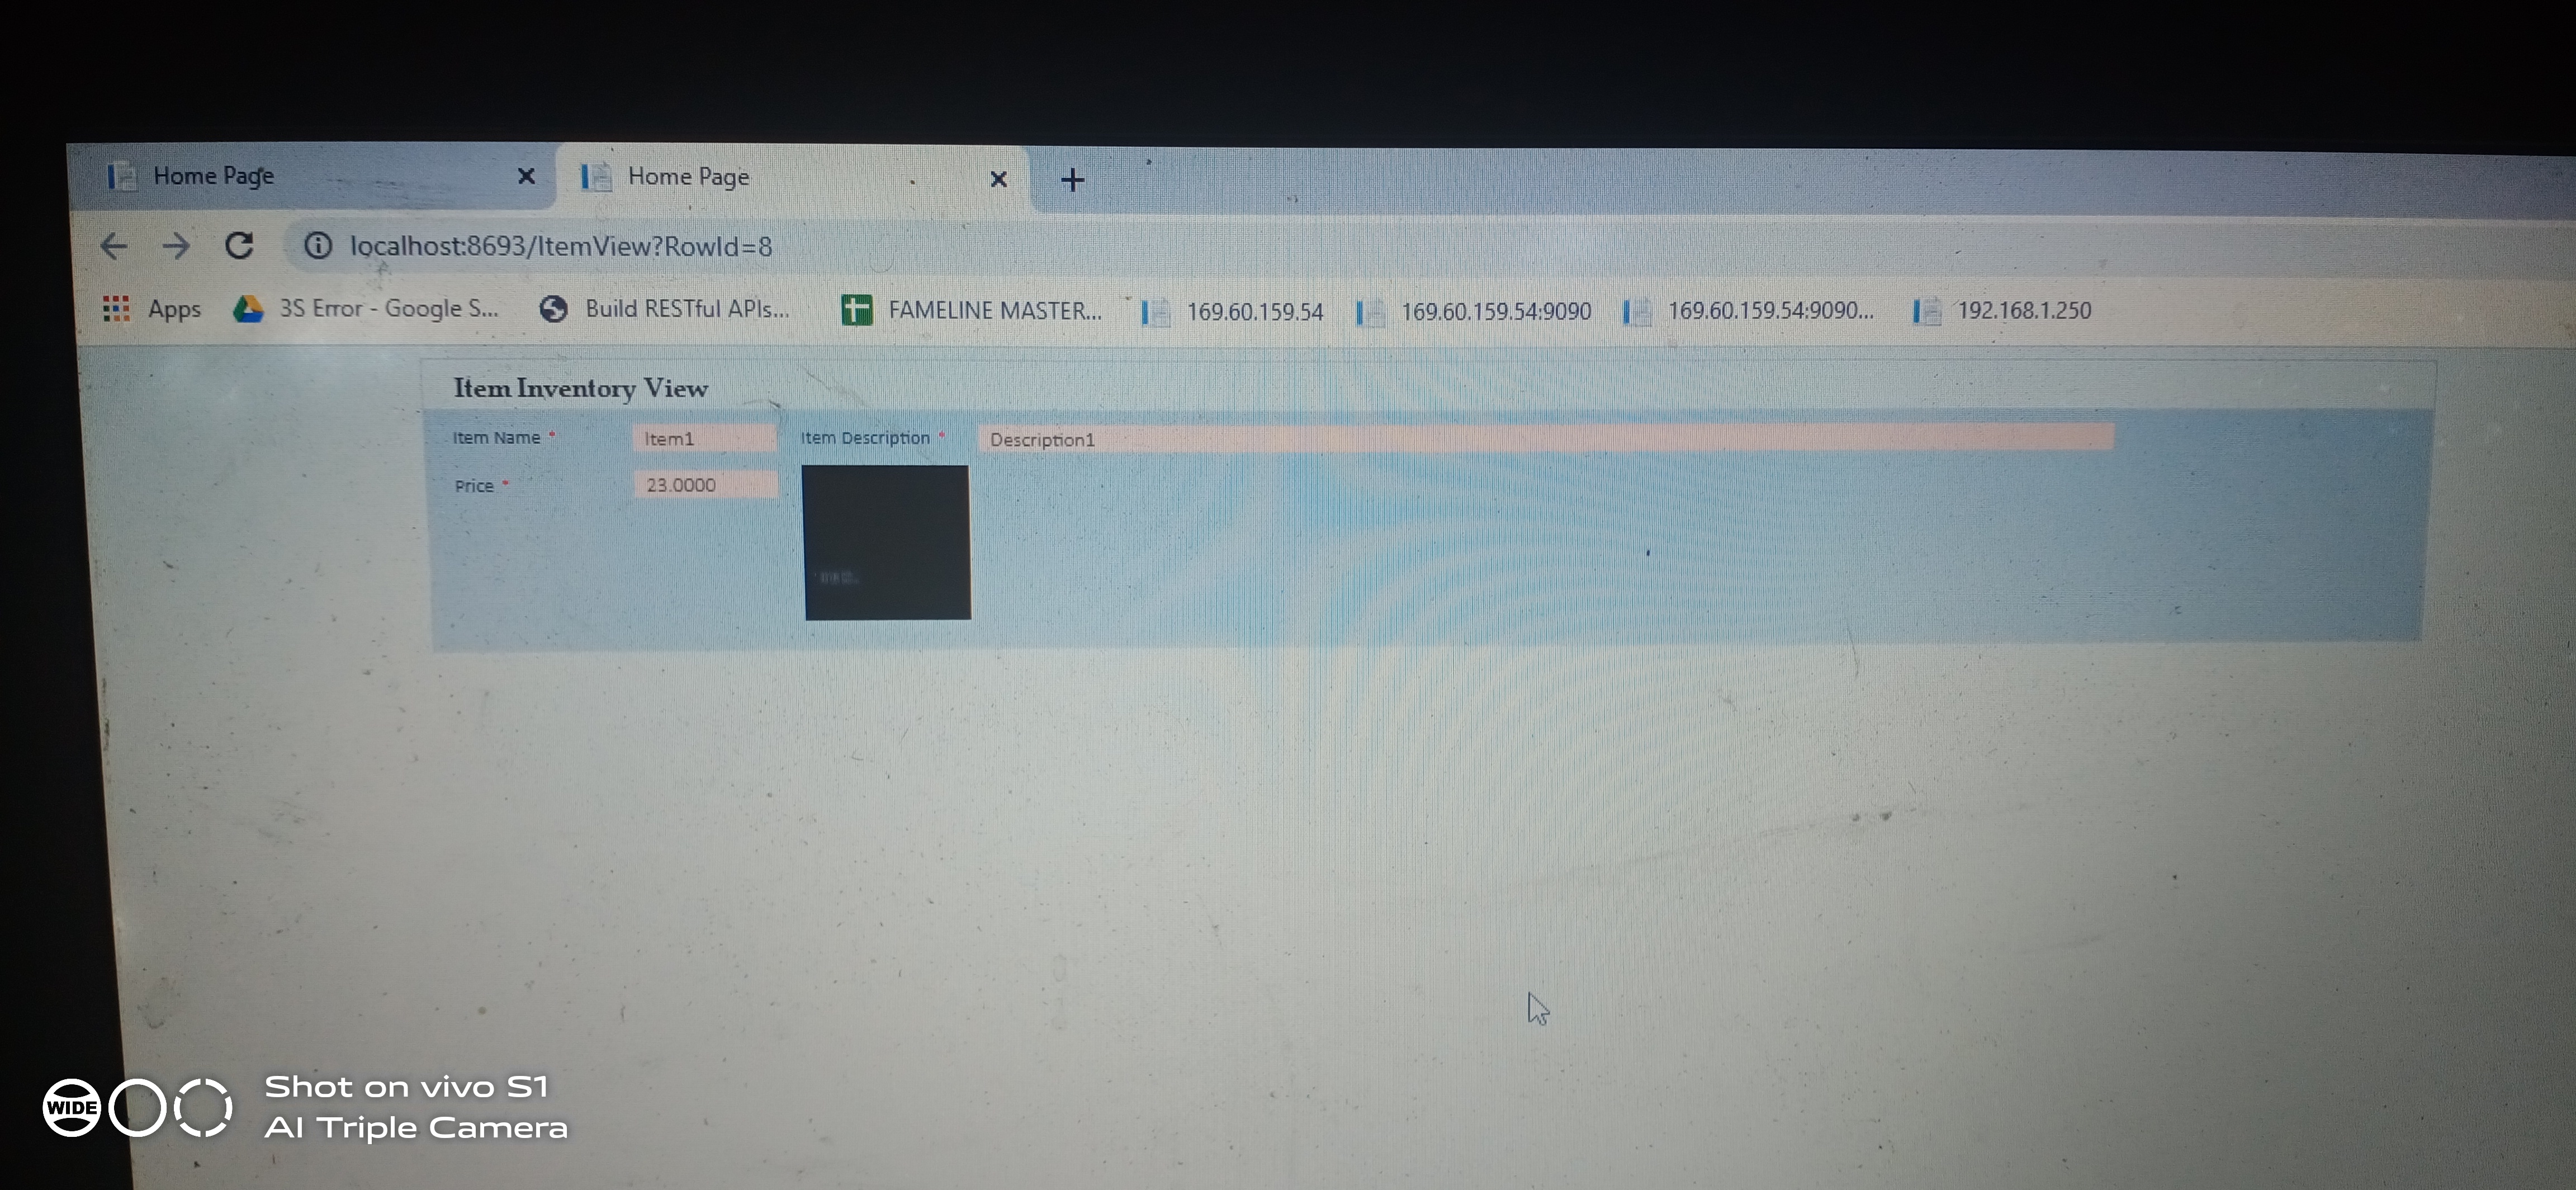 Home Page
Home Page
localhost:8693/ItemView?RowId=8
Apps
3S Error - Google S...
Build RESTful APIs...
FAMELINE MASTER...
169.60.159.54
169.60.159.54:9090
169.60.159.54:9090...
192.168.1.250
Item Inventory View
Item Name * Item1 Item Description * Description1
Price * 23.0000
WIDE
Shot on vivo S1
AI Triple Camera